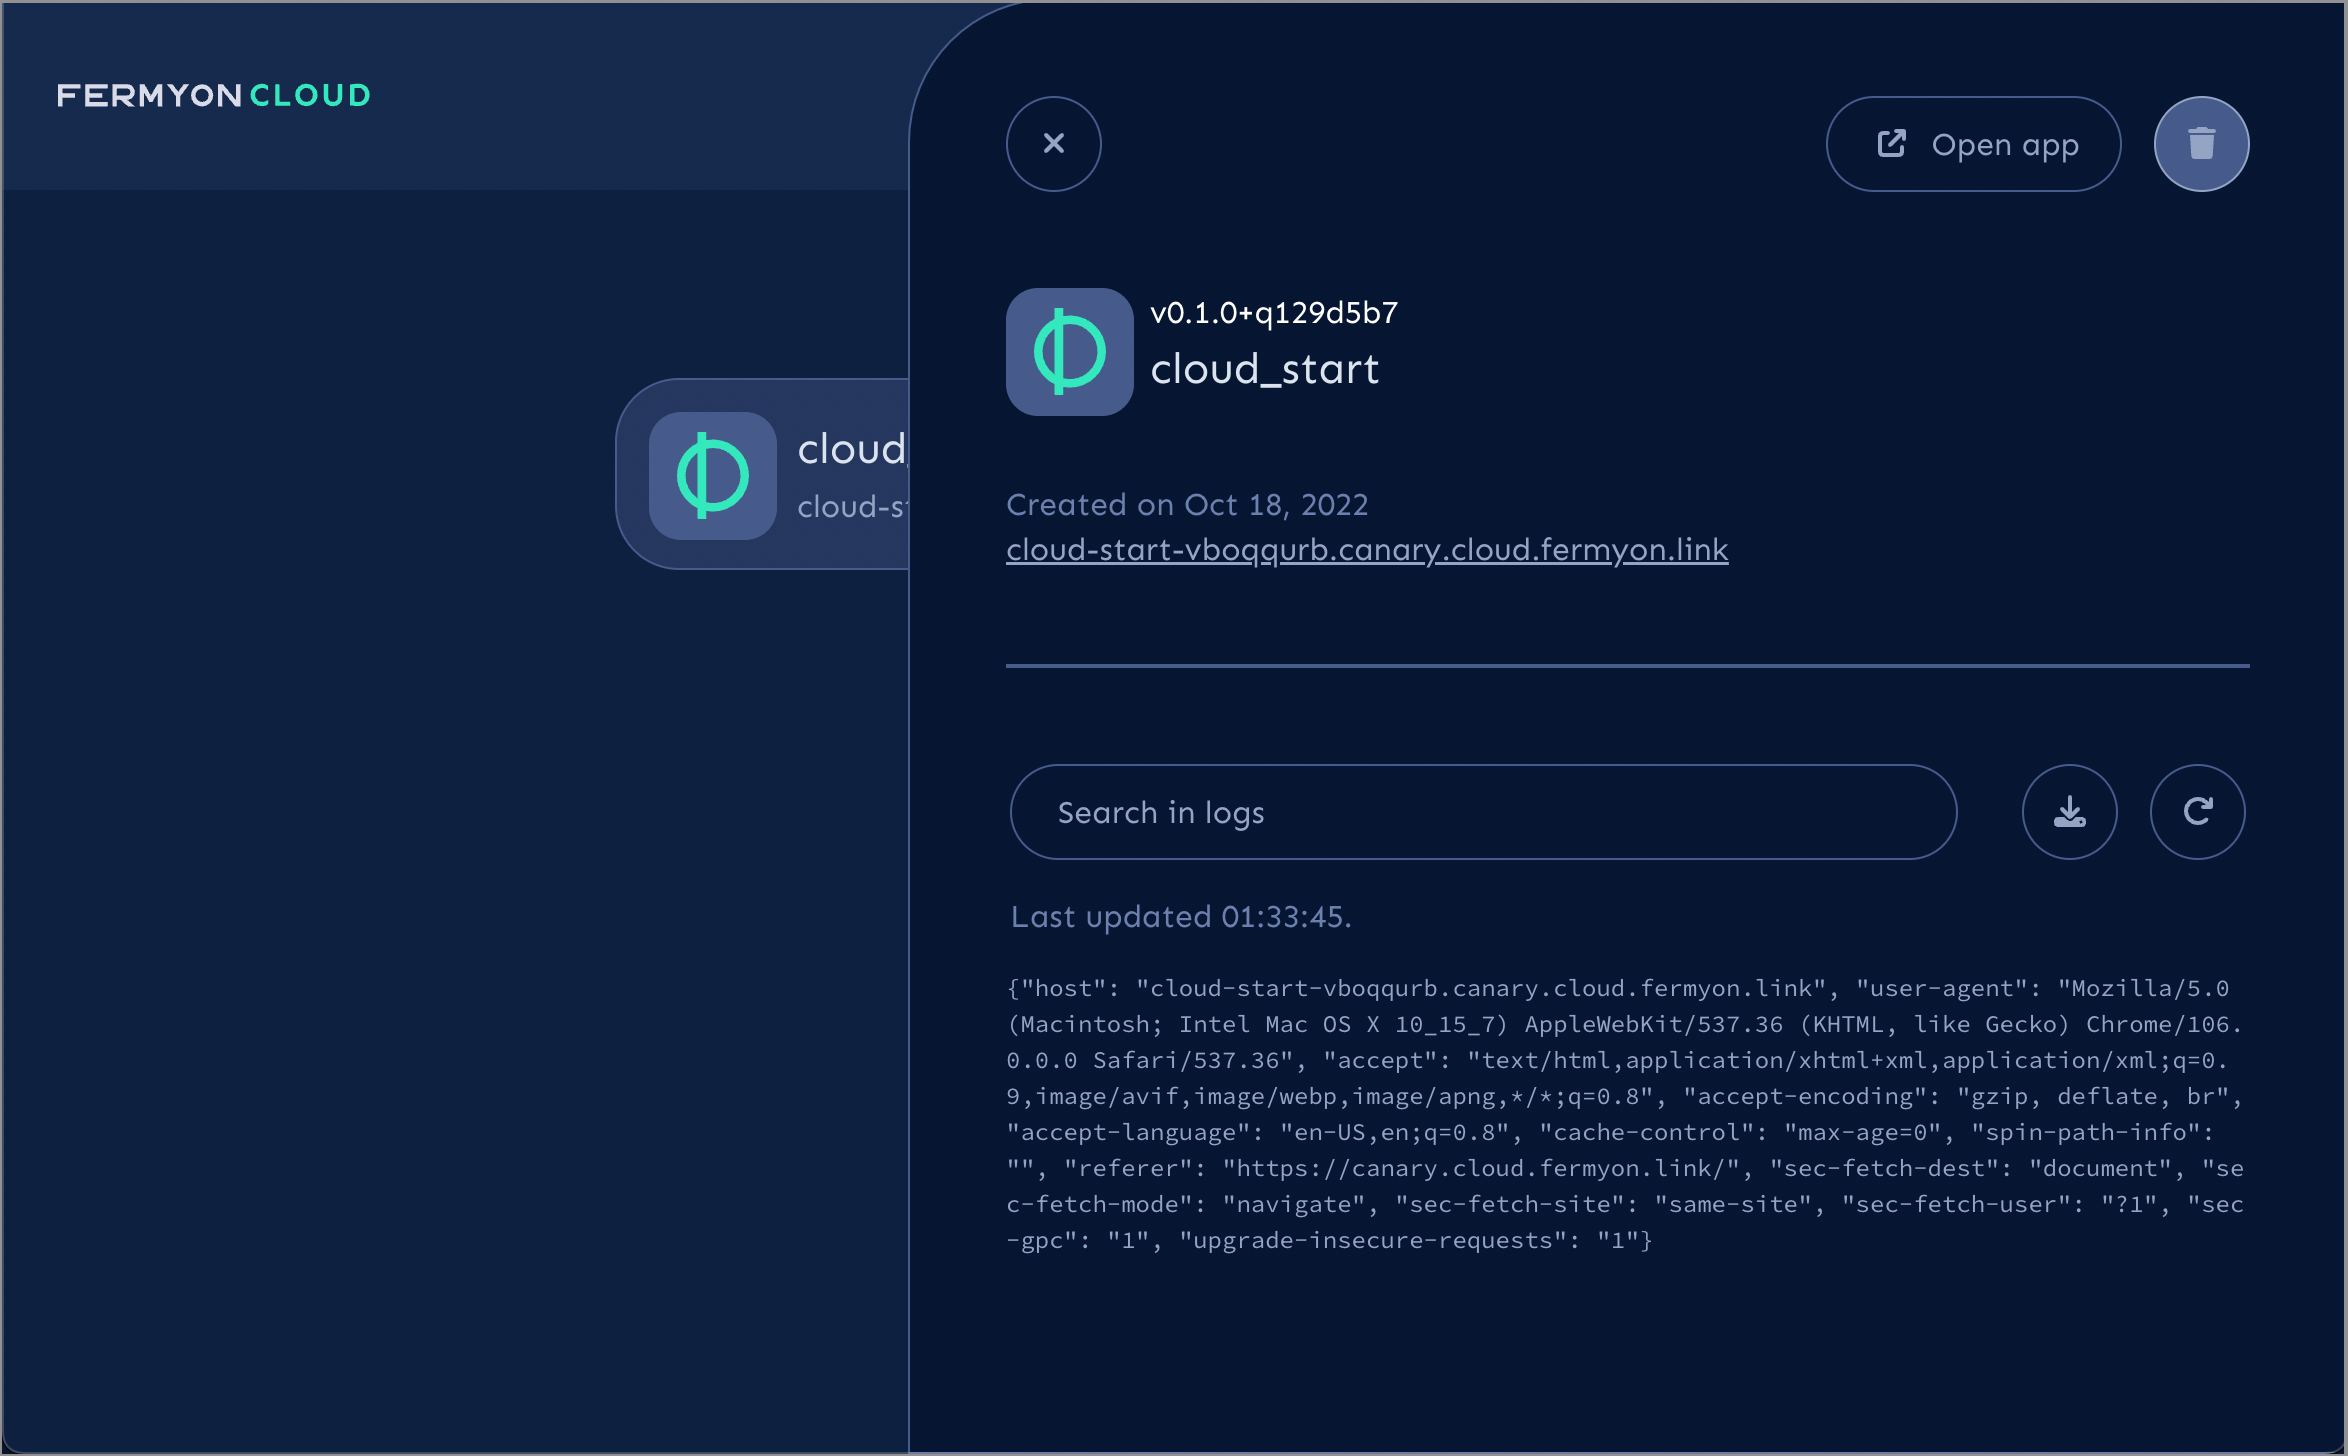 FERMYON CLOUD
Open app
v0.1.0+q129d5b7
cloud_start
cloud_
cloud-s
Created on Oct 18, 2022
cloud-start-vboqqurb.canary.cloud.fermyon.link
Search in logs
Last updated 01:33:45.
{"host": "cloud-start-vboqqurb.canary.cloud.fermyon.link", "user-agent": "Mozilla/5.0
(Macintosh; Intel Mac OS X 10_15_7) AppleWebKit/537.36 (KHTML, like Gecko) Chrome/106.
0.0.0 Safari/537.36", "accept": "text/html,application/xhtml+xml,application/xml;q=0.
9,image/avif,image/webp,image/apng,*/*;q=0.8", "accept-encoding": "gzip, deflate, br",
"accept-language": "en-US,en;q=0.8", "cache-control": "max-age=0", "spin-path-info":
"", "referer": "https://canary.cloud.fermyon.link/", "sec-fetch-dest": "document", "se
c-fetch-mode": "navigate", "sec-fetch-site": "same-site", "sec-fetch-user": "?1", "sec
-gpc": "1", "upgrade-insecure-requests": "1"}